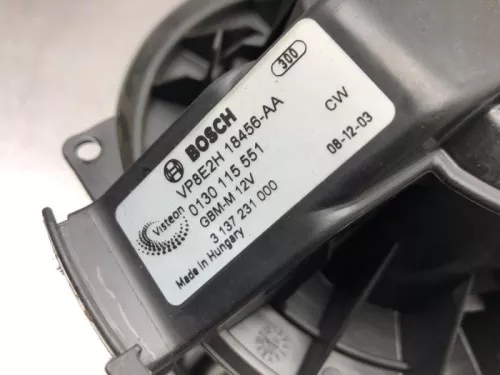 300
BOSCH
VP8E2H 18456-AA
CW
0130 115 551
08-12-03
GBM-M 12V
Visteon
3 137 231 000
Made in Hungary